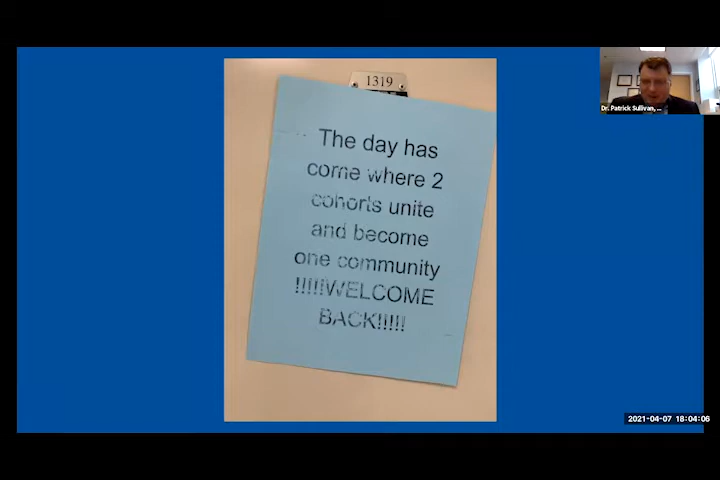 1319
Dr. Patrick Sullivan, ...
The day has
come where 2
cohorts unite
and become
one community
!!!!!WELCOME
BACK!!!!!
2021-04-07 18:04:06